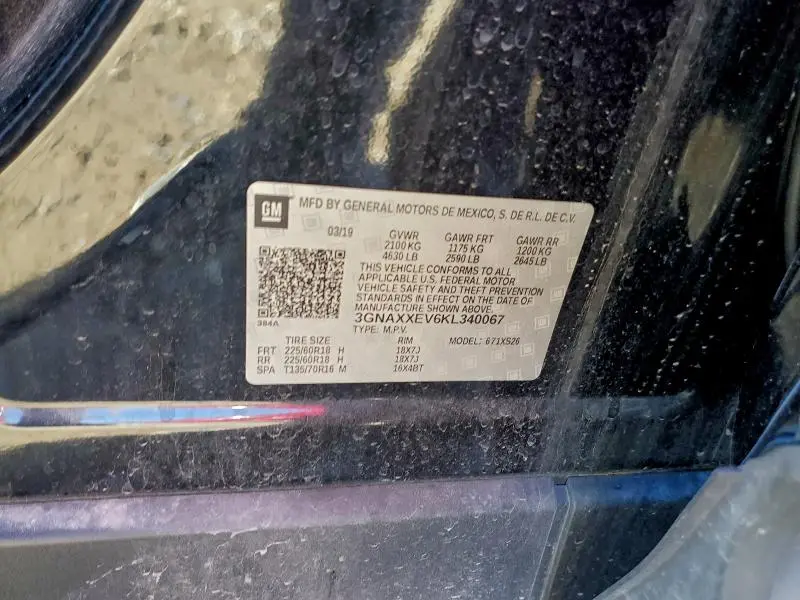 GM
MFD BY GENERAL MOTORS DE MEXICO, S. DE R.L. DE C.V.
03/19 GVWR GAWR FRT GAWR RR
2100 KG 1175 KG 1200 KG
4630 LB 2590 LB 2645 LB
THIS VEHICLE CONFORMS TO ALL
APPLICABLE U.S. FEDERAL MOTOR
VEHICLE SAFETY AND THEFT PREVENTION
STANDARDS IN EFFECT ON THE DATE OF
MANUFACTURE SHOWN ABOVE.
384A
3GNAXXEV6KL340067
TYPE: M.P.V.
TIRE SIZE RIM MODEL: 671XS26
FRT 225/60R18 H 18X7J
RR 225/60R18 H 18X7J
SPA T135/70R16 M 16X4BT